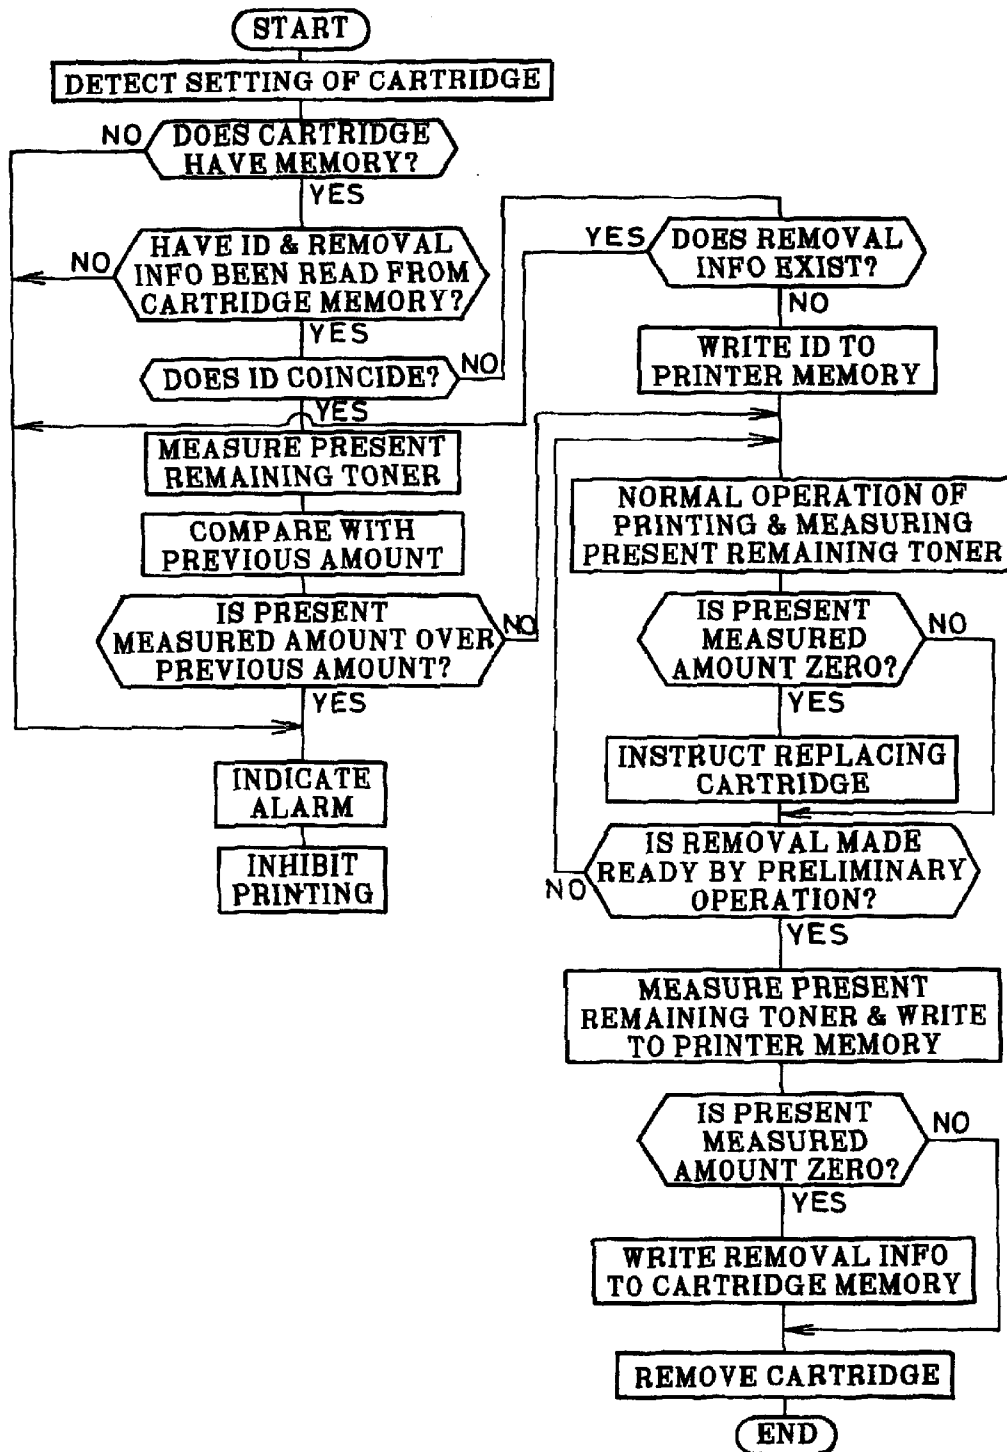 START
DETECT SETTING OF CARTRIDGE
NO
DOES CARTRIDGE
HAVE MEMORY?
YES
NO
HAVE ID & REMOVAL
INFO BEEN READ FROM
CARTRIDGE MEMORY?
YES
DOES ID COINCIDE?
NO
YES
MEASURE PRESENT
REMAINING TONER
COMPARE WITH
PREVIOUS AMOUNT
IS PRESENT
MEASURED AMOUNT OVER
PREVIOUS AMOUNT?
NO
YES
INDICATE
ALARM
INHIBIT
PRINTING
YES
DOES REMOVAL
INFO EXIST?
NO
WRITE ID TO
PRINTER MEMORY
NORMAL OPERATION OF
PRINTING & MEASURING
PRESENT REMAINING TONER
IS PRESENT
MEASURED
AMOUNT ZERO?
NO
YES
INSTRUCT REPLACING
CARTRIDGE
IS REMOVAL MADE
READY BY PRELIMINARY
OPERATION?
NO
YES
MEASURE PRESENT
REMAINING TONER & WRITE
TO PRINTER MEMORY
IS PRESENT
MEASURED
AMOUNT ZERO?
NO
YES
WRITE REMOVAL INFO
TO CARTRIDGE MEMORY
REMOVE CARTRIDGE
END